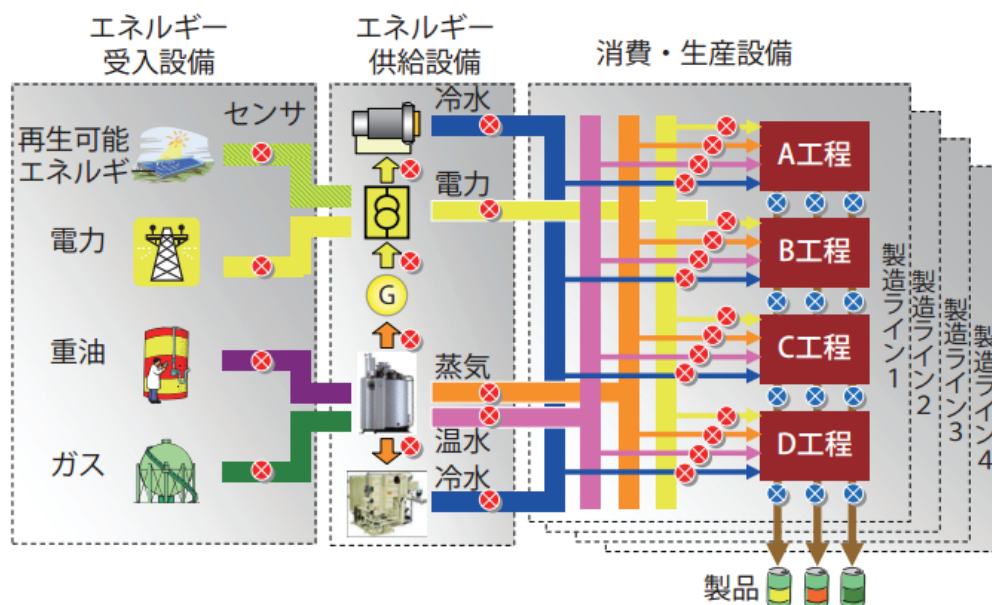 エネルギー
受入設備
エネルギー
供給設備
消費・生産設備
センサ
再生可能
エネルギ
電力
重油
ガス
冷水
電力
G
蒸気
温水
冷水
A工程
B工程
C工程
D工程
製造ライン1
製造ライン2
製造ライン3
製造ライン4
製品